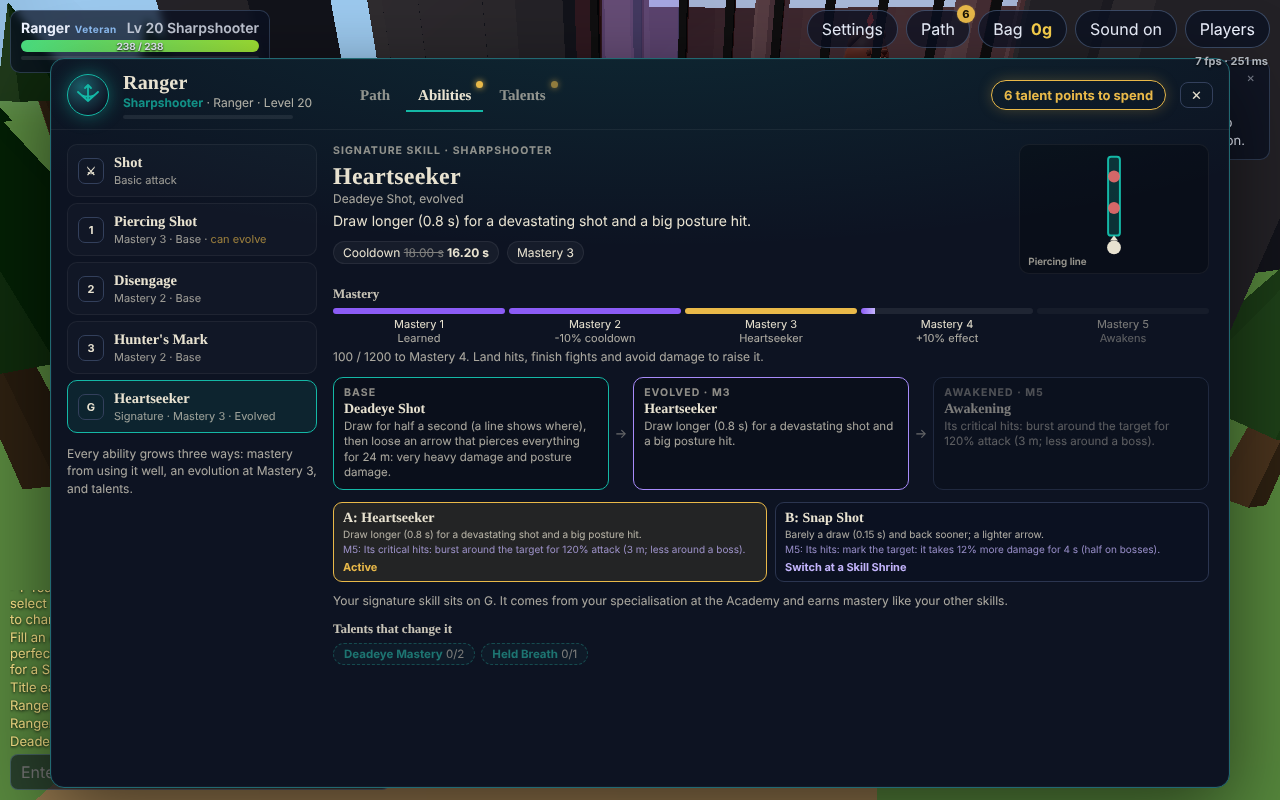 Ranger Veteran Lv 20 Sharpshooter
238 / 238
Settings
Path
6
Bag 0g
Sound on
Players
7 fps · 251 ms
Ranger
Sharpshooter · Ranger · Level 20
Path
Abilities
Talents
6 talent points to spend
×
×
on.
Shot
Basic attack
1
Piercing Shot
Mastery 3 · Base · can evolve
2
Disengage
Mastery 2 · Base
3
Hunter's Mark
Mastery 2 · Base
G
Heartseeker
Signature · Mastery 3 · Evolved
Every ability grows three ways: mastery
from using it well, an evolution at Mastery 3,
and talents.
SIGNATURE SKILL · SHARPSHOOTER
Heartseeker
Deadeye Shot, evolved
Draw longer (0.8 s) for a devastating shot and a big posture hit.
Cooldown 18.00 s 16.20 s
Mastery 3
Piercing line
Mastery
Mastery 1
Learned
Mastery 2
-10% cooldown
Mastery 3
Heartseeker
Mastery 4
+10% effect
Mastery 5
Awakens
100 / 1200 to Mastery 4. Land hits, finish fights and avoid damage to raise it.
BASE
Deadeye Shot
Draw for half a second (a line shows where),
then loose an arrow that pierces everything
for 24 m: very heavy damage and posture
damage.
→
EVOLVED · M3
Heartseeker
Draw longer (0.8 s) for a devastating shot and
a big posture hit.
→
AWAKENED · M5
Awakening
Its critical hits: burst around the target for
120% attack (3 m; less around a boss).
A: Heartseeker
Draw longer (0.8 s) for a devastating shot and a big posture hit.
M5: Its critical hits: burst around the target for 120% attack (3 m; less around a boss).
Active
B: Snap Shot
Barely a draw (0.15 s) and back sooner; a lighter arrow.
M5: Its hits: mark the target: it takes 12% more damage for 4 s (half on bosses).
Switch at a Skill Shrine
Your signature skill sits on G. It comes from your specialisation at the Academy and earns mastery like your other skills.
Talents that change it
Deadeye Mastery 0/2
Held Breath 0/1
select
to cha
Fill an
perfec
for a S
Title ea
Range
Range
Deade
Ente